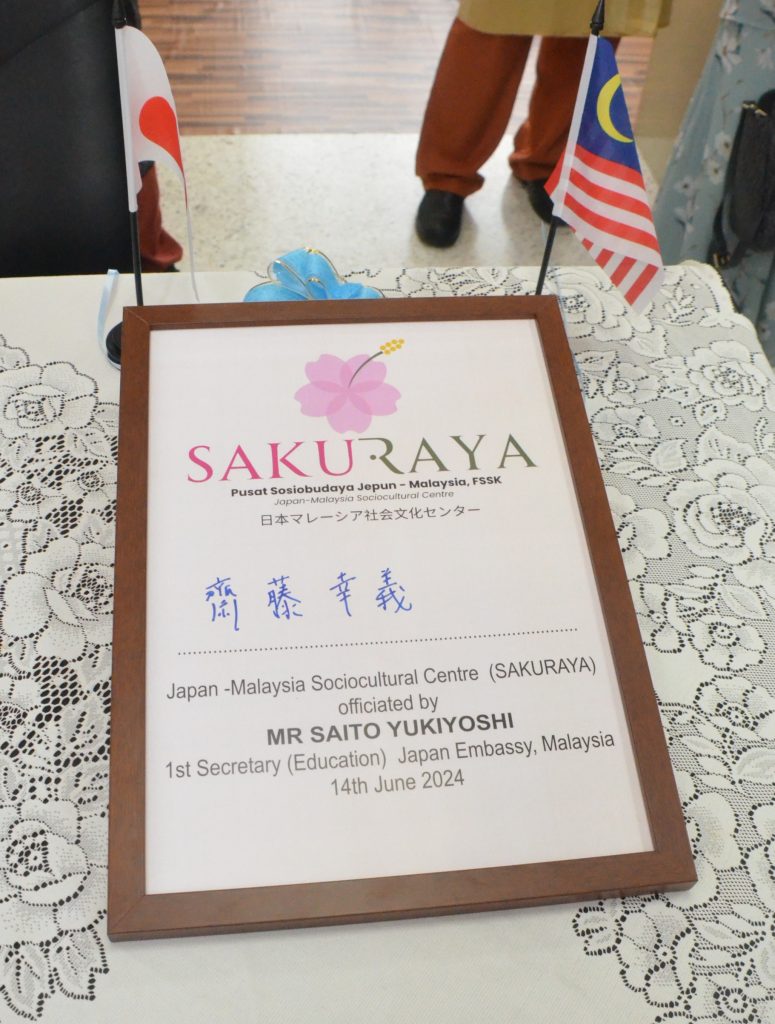 SAKURAYA
Pusat Sosiobudaya Jepun - Malaysia, FSSK
Japan-Malaysia Sociocultural Centre
日本マレーシア社会文化センター
齋藤幸義
Japan -Malaysia Sociocultural Centre (SAKURAYA)
officiated by
MR SAITO YUKIYOSHI
1st Secretary (Education) Japan Embassy, Malaysia
14th June 2024